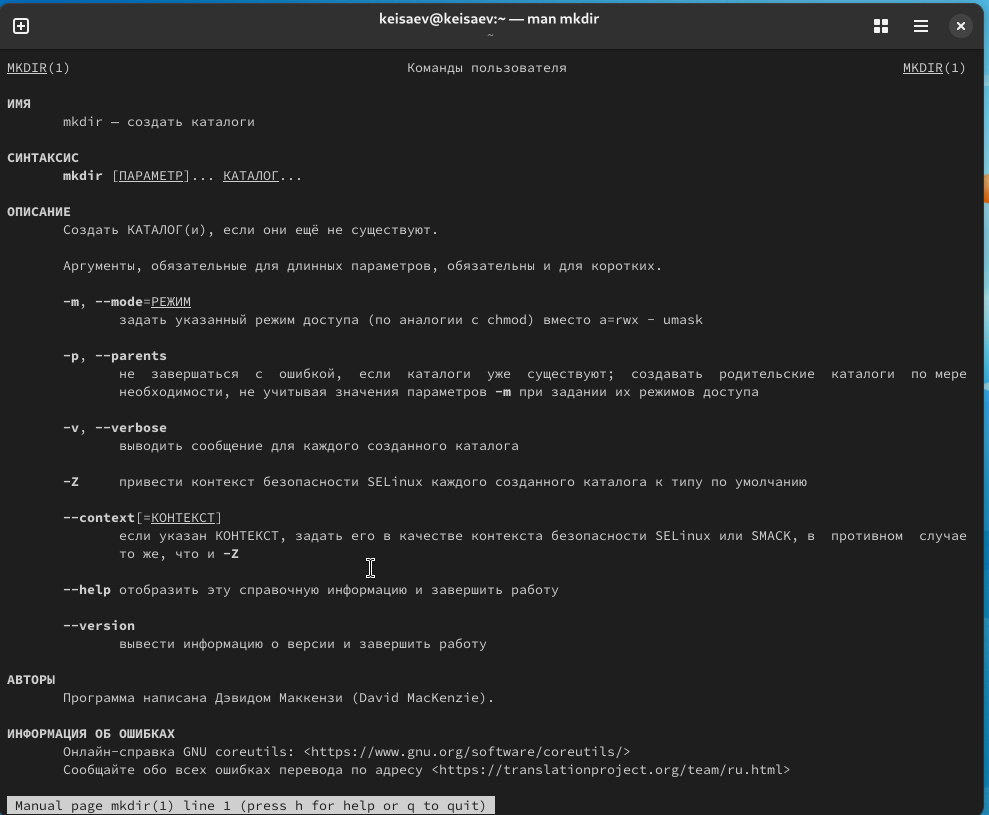 keisaev@keisaev:~ — man mkdir
~
MKDIR(1) Команды пользователя MKDIR(1)
ИМЯ
mkdir — создать каталоги
СИНТАКСИС
mkdir [ПАРАМЕТР]... КАТАЛОГ...
ОПИСАНИЕ
Создать КАТАЛОГ(и), если они ещё не существуют.
Аргументы, обязательные для длинных параметров, обязательны и для коротких.
-m, --mode=РЕЖИМ
задать указанный режим доступа (по аналогии с chmod) вместо a=rwx - umask
-p, --parents
не завершаться с ошибкой, если каталоги уже существуют; создавать родительские каталоги по мере
необходимости, не учитывая значения параметров -m при задании их режимов доступа
-v, --verbose
выводить сообщение для каждого созданного каталога
-Z привести контекст безопасности SELinux каждого созданного каталога к типу по умолчанию
--context[=КОНТЕКСТ]
если указан КОНТЕКСТ, задать его в качестве контекста безопасности SELinux или SMACK, в противном случае
то же, что и -Z
--help отобразить эту справочную информацию и завершить работу
--version
вывести информацию о версии и завершить работу
АВТОРЫ
Программа написана Дэвидом Маккензи (David MacKenzie).
ИНФОРМАЦИЯ ОБ ОШИБКАХ
Онлайн-справка GNU coreutils: <https://www.gnu.org/software/coreutils/>
Сообщайте обо всех ошибках перевода по адресу <https://translationproject.org/team/ru.html>
Manual page mkdir(1) line 1 (press h for help or q to quit)